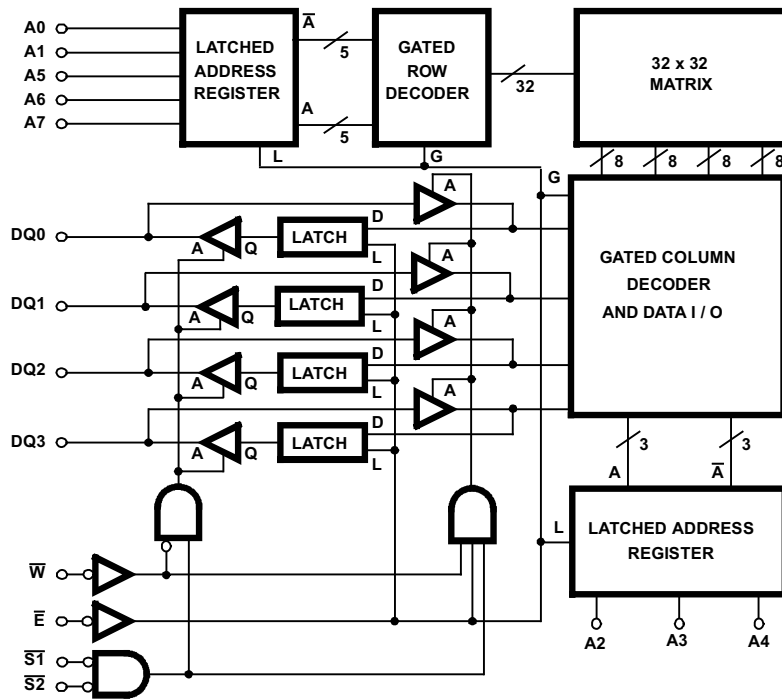 A0
A1
A5
A6
A7
LATCHED
ADDRESS
REGISTER
A̅
5
A
5
L
GATED
ROW
DECODER
G
32
32 x 32
MATRIX
8
8
8
8
G
GATED COLUMN
DECODER
AND DATA I / O
DQ0
A
Q
LATCH
D
L
A
DQ1
A
Q
LATCH
D
L
A
DQ2
A
Q
LATCH
D
L
A
DQ3
A
Q
LATCH
D
L
A
3
A
3
A̅
L
LATCHED ADDRESS
REGISTER
A2
A3
A4
W̅
E̅
S̅1̅
S̅2̅